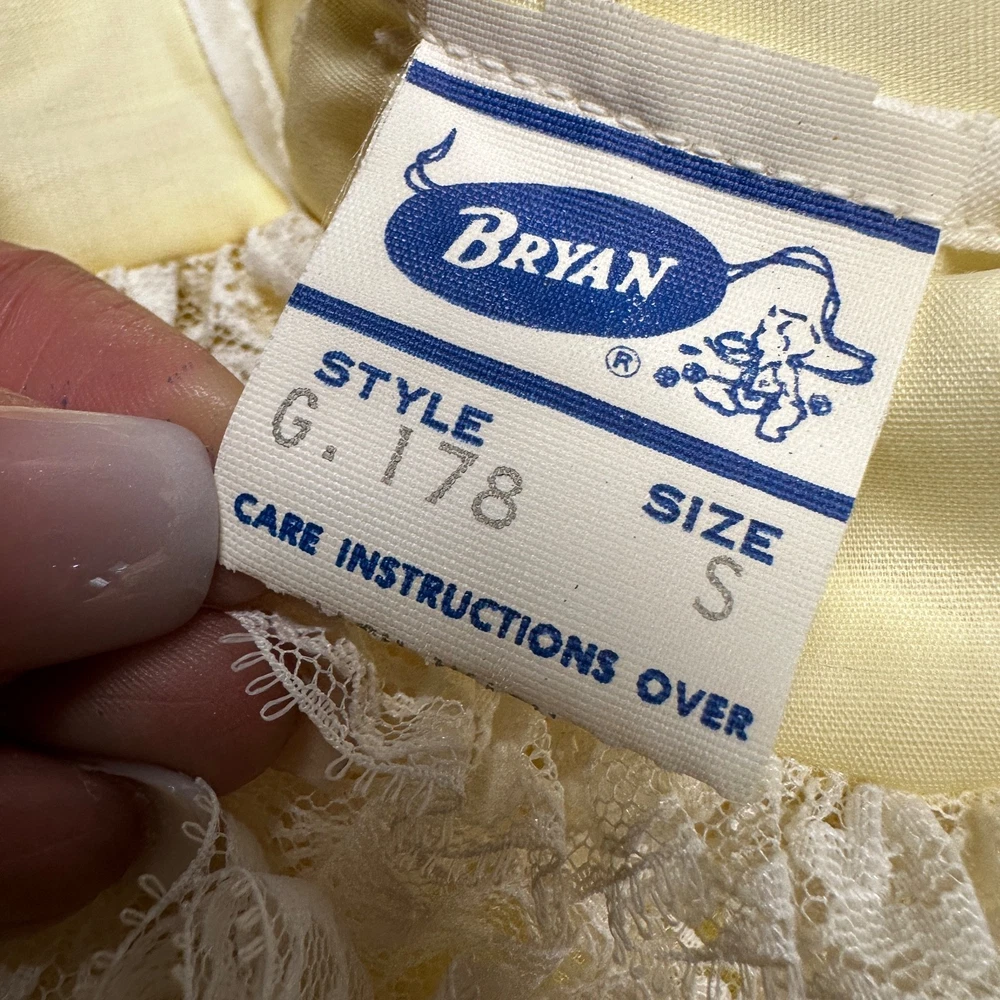 BRYAN
®
STYLE
G. 178
SIZE
S
CARE INSTRUCTIONS OVER